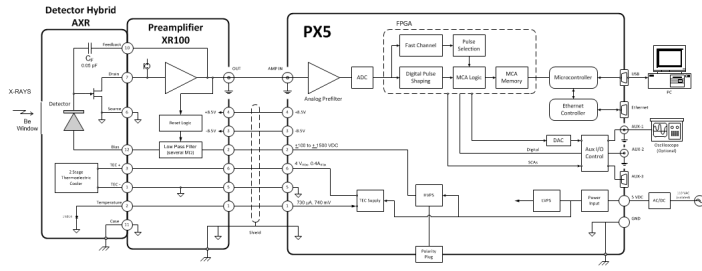 Detector Hybrid
AXR
Preamplifier
XR100
PX5
FPGA
Feedback
CF
0.05 pF
Drain
Source
Detector
X-RAYS
Be
Window
Bias
TEC +
TEC -
2 Stage
Thermoelectric
Cooler
Temperature
Case
Reset Logic
Low Pass Filter
(several MΩ)
OUT
AMP IN
+8.5V
-8.5V
+8.5V
-8.5V
Shield
Analog Prefilter
ADC
Fast Channel
Pulse
Selection
Digital Pulse
Shaping
MCA Logic
MCA
Memory
Microcontroller
Ethernet
Controller
USB
PC
Ethernet
DAC
Digital
SCAs
Aux I/O
Control
AUX-1
AUX-2
AUX-3
Oscilloscope
(Optional)
±100 to ±1500 VDC
730 µA, 740 mV
TEC Supply
HVPS
LVPS
Power
Input
5 VDC
AC/DC
GND
Polarity
Plug